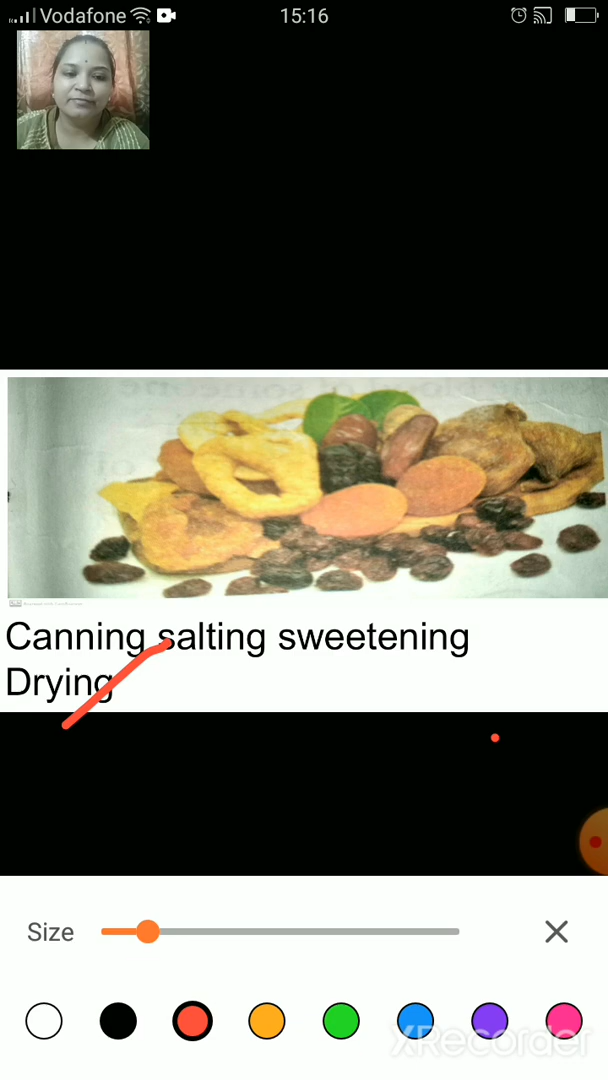 Vodafone 15:16
Canning salting sweetening
Drying
Size
XRecorder